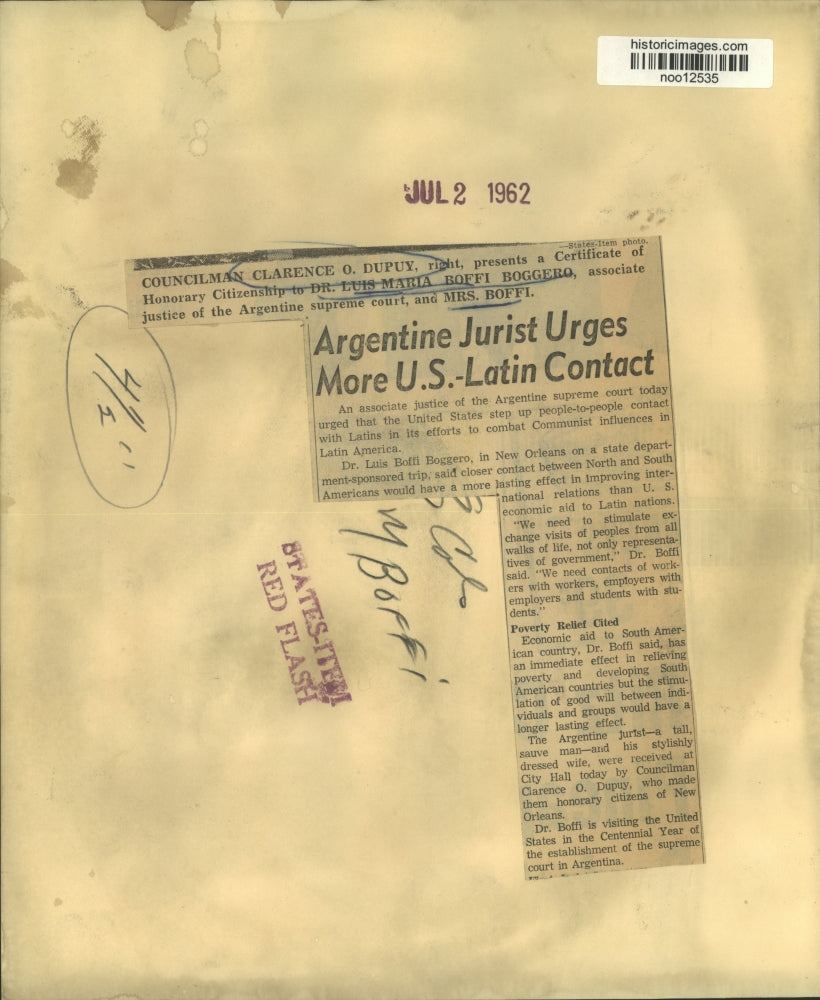 historicimages.com
noo12535
JUL 2 1962
—States-Item photo.
COUNCILMAN CLARENCE O. DUPUY, right, presents a Certificate of
Honorary Citizenship to DR. LUIS MARIA BOFFI BOGGERO, associate
justice of the Argentine supreme court, and MRS. BOFFI.
Argentine Jurist Urges
More U.S.-Latin Contact
An associate justice of the Argentine supreme court today
urged that the United States step up people-to-people contact
with Latins in its efforts to combat Communist influences in
Latin America.
Dr. Luis Boffi Boggero, in New Orleans on a state depart-
ment-sponsored trip, said closer contact between North and South
Americans would have a more lasting effect in improving inter-
national relations than U. S.
economic aid to Latin nations.
"We need to stimulate ex-
change visits of peoples from all
walks of life, not only representa-
tives of government," Dr. Boffi
said. "We need contacts of work-
ers with workers, employers with
employers and students with stu-
dents."
Poverty Relief Cited
Economic aid to South Amer-
ican country, Dr. Boffi said, has
an immediate effect in relieving
poverty and developing South
American countries but the stimu-
lation of good will between indi-
viduals and groups would have a
longer lasting effect.
The Argentine jurist—a tall,
sauve man—and his stylishly
dressed wife, were received at
City Hall today by Councilman
Clarence O. Dupuy, who made
them honorary citizens of New
Orleans.
Dr. Boffi is visiting the United
States in the Centennial Year of
the establishment of the supreme
court in Argentina.
3 Col
M Boffi
STATES-ITEM
RED FLASH